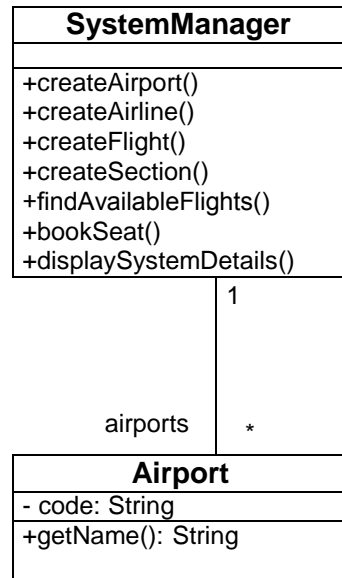 SystemManager
+createAirport()
+createAirline()
+createFlight()
+createSection()
+findAvailableFlights()
+bookSeat()
+displaySystemDetails()
1
airports *
Airport
- code: String
+getName(): String